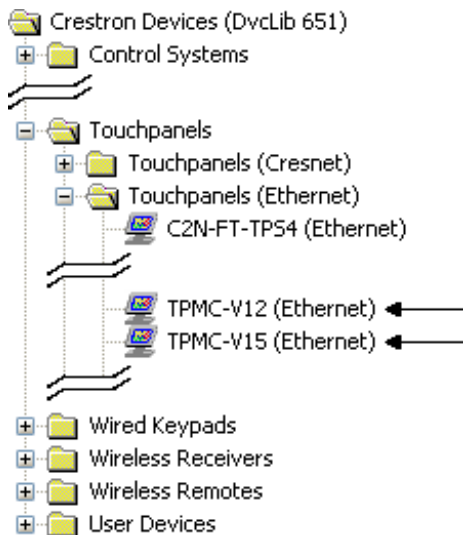 Crestron Devices (DvcLib 651)
Control Systems
Touchpanels
Touchpanels (Cresnet)
Touchpanels (Ethernet)
C2N-FT-TPS4 (Ethernet)
TPMC-V12 (Ethernet)
TPMC-V15 (Ethernet)
Wired Keypads
Wireless Receivers
Wireless Remotes
User Devices